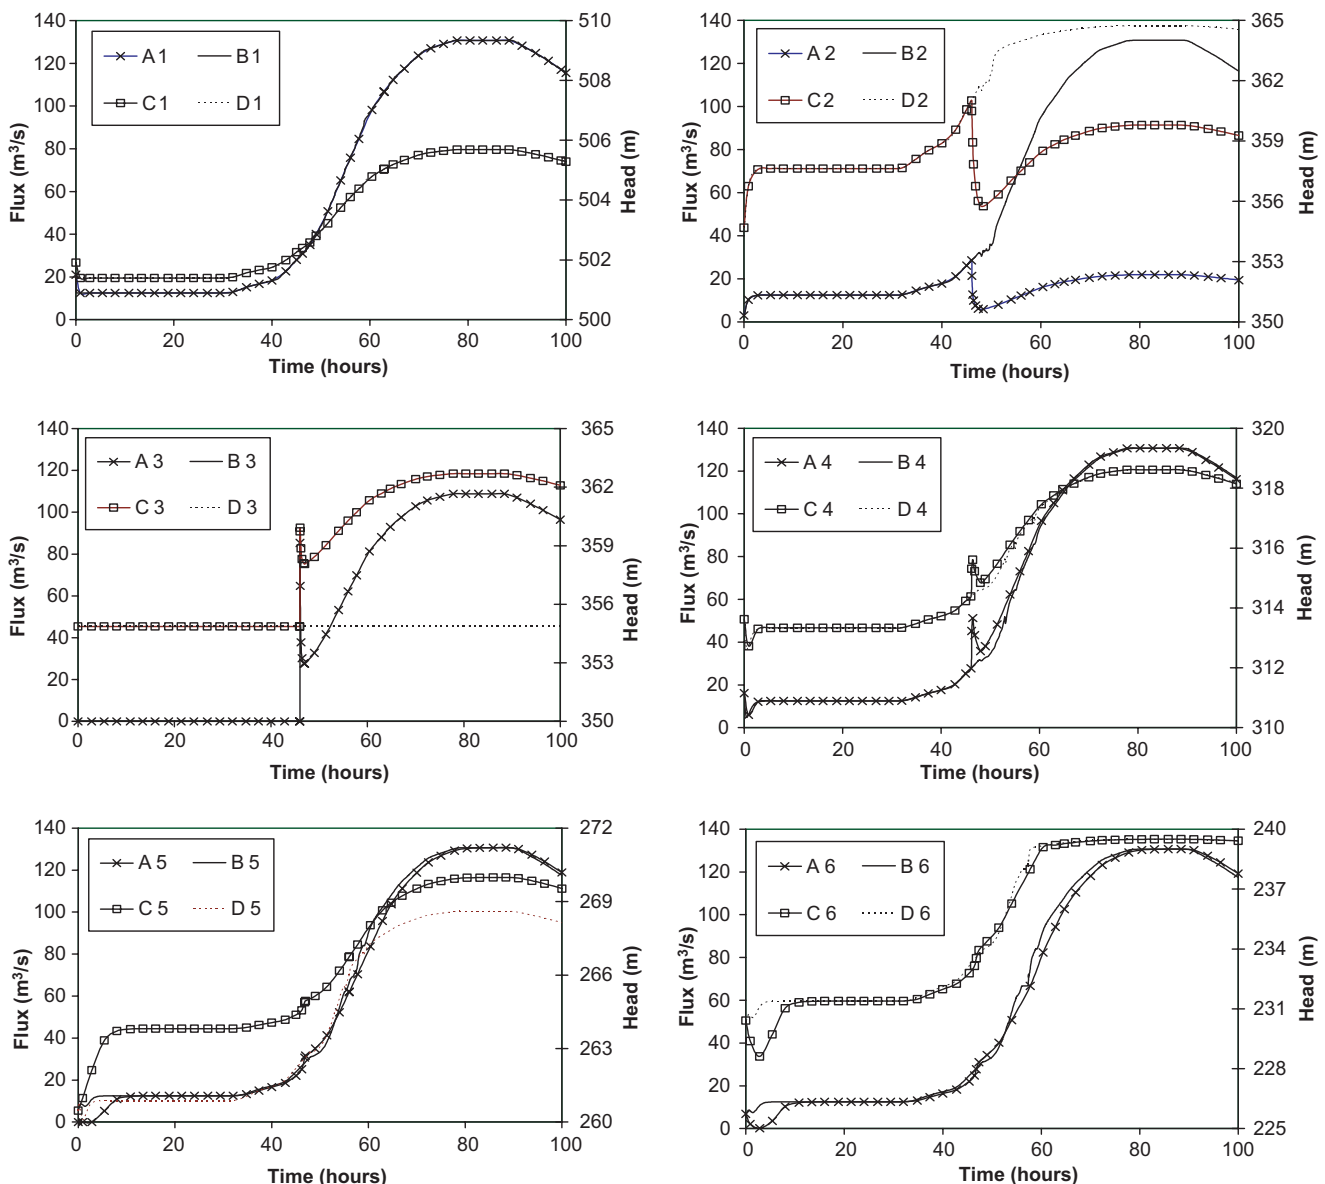 140 510
A 1 B 1
120
508
C 1 D 1
100
506
80
60
504
40
502
20
0 500
0 20 40 60 80 100
Flux (m³/s)
Head (m)
Time (hours)
140 365
A 2 B 2
120
362
C 2 D 2
100
359
80
60
356
40
353
20
0 350
0 20 40 60 80 100
Flux (m³/s)
Head (m)
Time (hours)
140 365
A 3 B 3
120
362
C 3 D 3
100
359
80
60
356
40
353
20
0 350
0 20 40 60 80 100
Flux (m³/s)
Head (m)
Time (hours)
140 320
A 4 B 4
120
318
C 4 D 4
100
316
80
60
314
40
312
20
0 310
0 20 40 60 80 100
Flux (m³/s)
Head (m)
Time (hours)
140 272
A 5 B 5
120
269
C 5 D 5
100
266
80
60
263
40
20
0 260
0 20 40 60 80 100
Flux (m³/s)
Head (m)
Time (hours)
140 240
A 6 B 6
120
237
C 6 D 6
100
234
80
60
231
40
228
20
0 225
0 20 40 60 80 100
Flux (m³/s)
Head (m)
Time (hours)